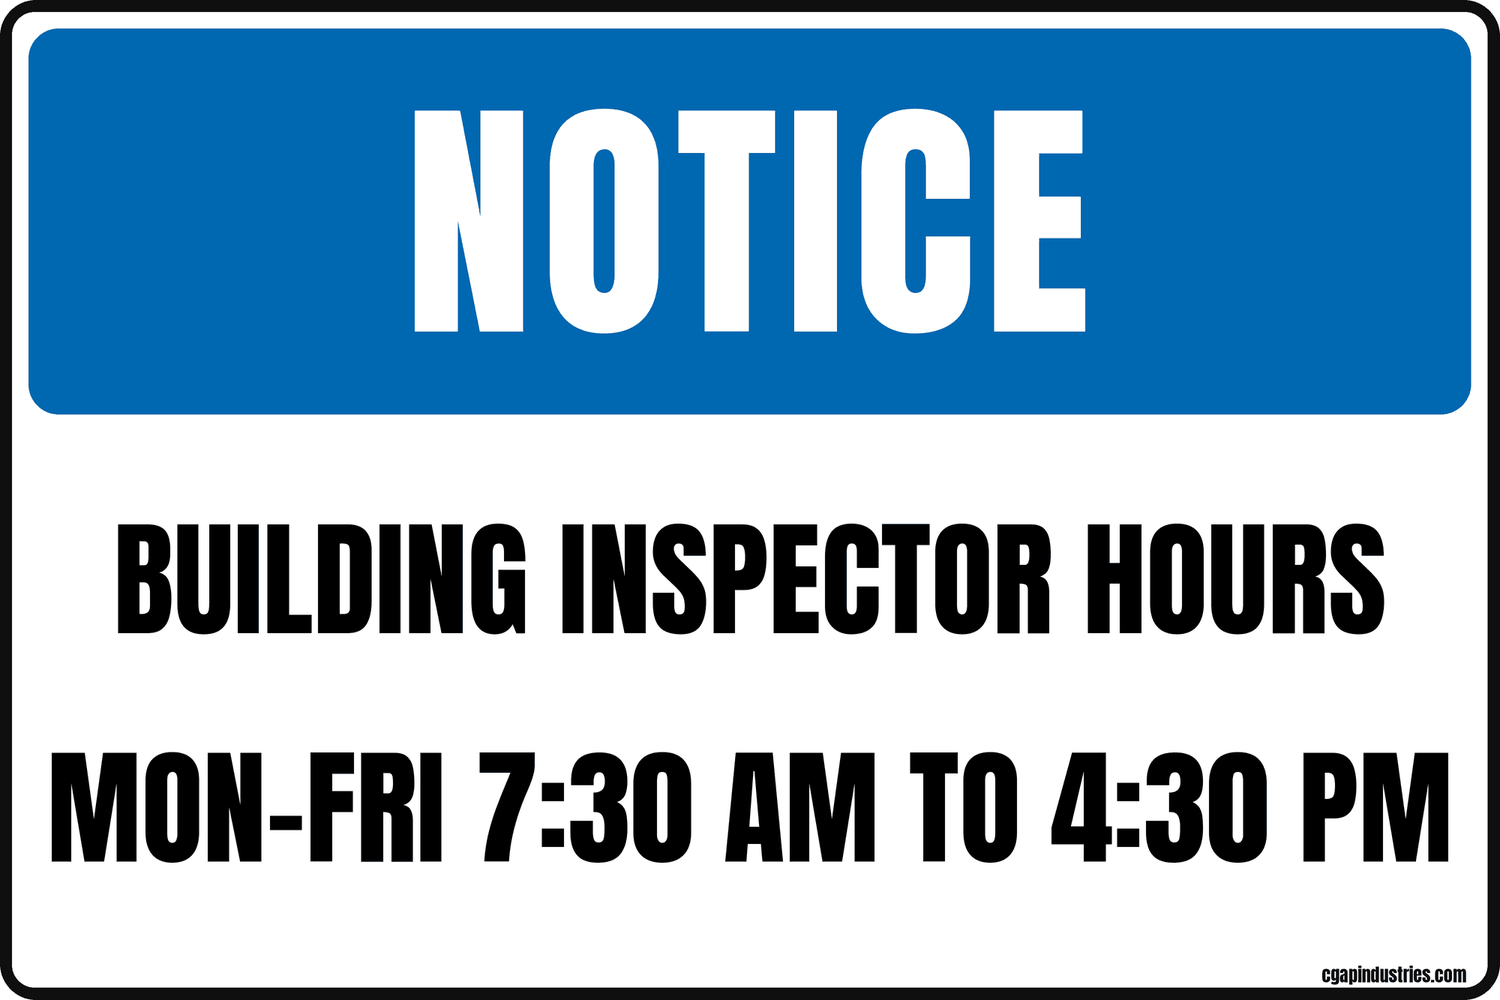 NOTICE
BUILDING INSPECTOR HOURS
MON-FRI 7:30 AM TO 4:30 PM
cgapindustries.com